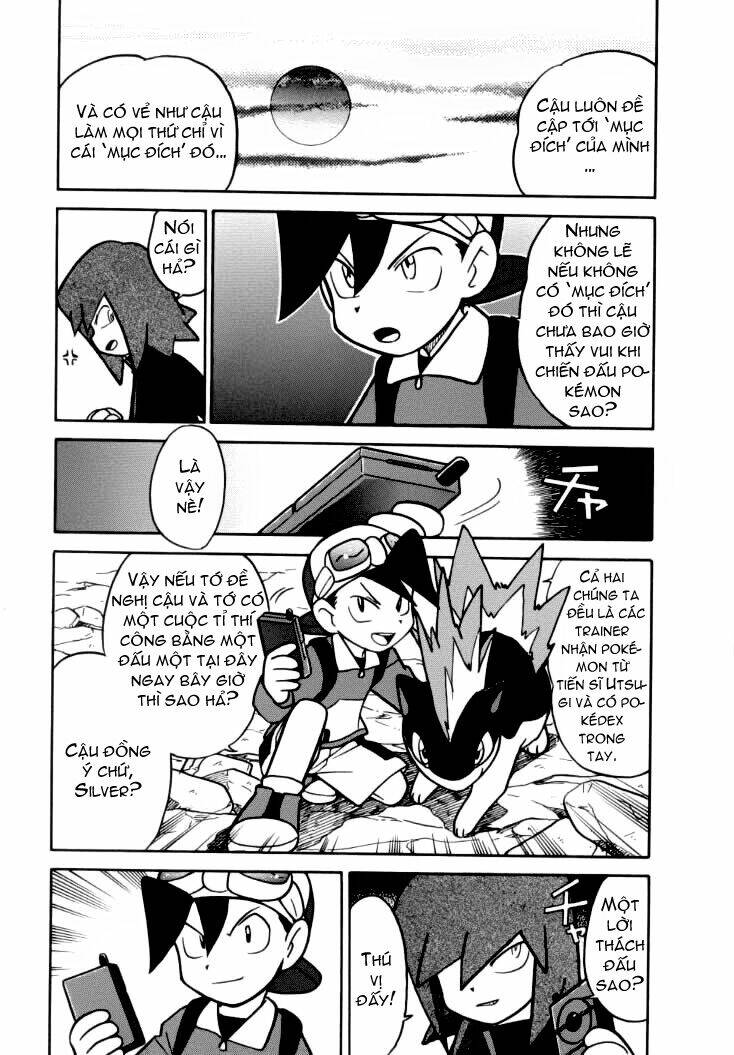 CẬU LUÔN ĐỀ
CẬP TỚI 'MỤC
ĐÍCH' CỦA MÌNH
...
VÀ CÓ VẺ NHƯ CẬU
LÀM MỌI THỨ CHỈ VÌ
CÁI 'MỤC ĐÍCH' ĐÓ...
NHƯNG
KHÔNG LẼ
NẾU KHÔNG
CÓ 'MỤC ĐÍCH'
ĐÓ THÌ CẬU
CHƯA BAO GIỜ
THẤY VUI KHI
CHIẾN ĐẤU PO-
KÉMON
SAO?
NÓI
CÁI GÌ
HẢ?
チャ
LÀ
VẬY
NÈ!
CẢ HAI
CHÚNG TA
ĐỀU LÀ CÁC
TRAINER
NHẬN POKÉ-
MON TỪ
TIẾN SĨ UTSU-
GI VÀ CÓ
POKÉDEX
TRONG
TAY.
VẬY NẾU TỚ ĐỀ
NGHỊ CẬU VÀ TỚ CÓ
MỘT CUỘC TỈ THÍ
CÔNG BẰNG MỘT
ĐẤU MỘT TẠI ĐÂY
NGAY BÂY GIỜ
THÌ SAO HẢ?
CẬU ĐỒNG
Ý CHỨ,
SILVER?
MỘT
LỜI
THÁCH
ĐẤU
SAO?
チャ
THÚ
VỊ
ĐẤY!